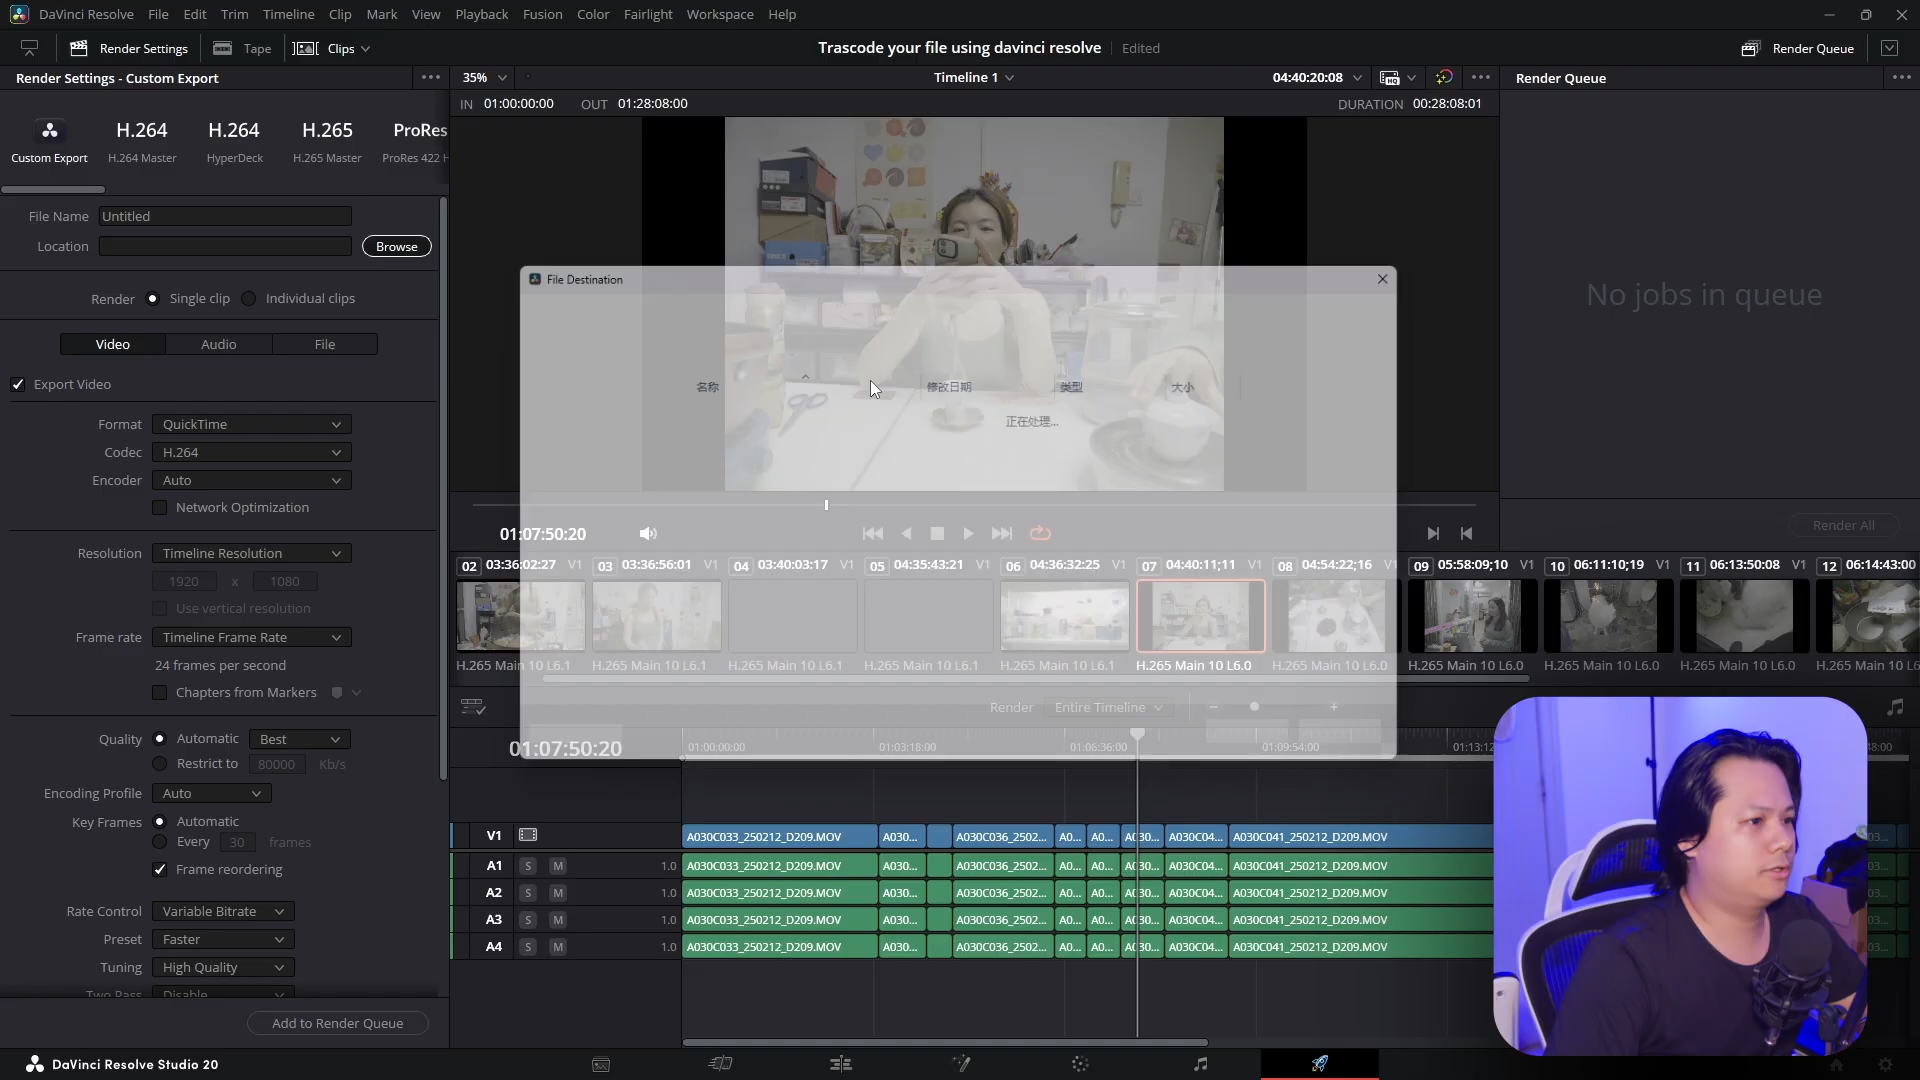 DaVinci Resolve File Edit Trim Timeline Clip Mark View Playback Fusion Color Fairlight Workspace Help
Render Settings Tape Clips Trascode your file using davinci resolve Edited Render Queue
Render Settings - Custom Export 35% Timeline 1 04:40:20:08 Render Queue
IN 01:00:00:00 OUT 01:28:08:00 DURATION 00:28:08:01
H.264 H.264 H.265 ProRes
Custom Export H.264 Master HyperDeck H.265 Master ProRes 422 H
File Name Untitled
Location Browse
File Destination
Render Single clip Individual clips
No jobs in queue
Video Audio File
Export Video
名称 修改日期 类型 大小
正在处理...
Format QuickTime
Codec H.264
Encoder Auto
Network Optimization
01:07:50:20
Render All
Resolution Timeline Resolution
1920 x 1080
Use vertical resolution
Frame rate Timeline Frame Rate
24 frames per second
Chapters from Markers
02 03:36:02:27 V1 03 03:36:56:01 V1 04 03:40:03:17 V1 05 04:35:43:21 V1 06 04:36:32:25 V1 07 04:40:11;11 V1 08 04:54:22;16 V1 09 05:58:09;10 V1 10 06:11:10;19 V1 11 06:13:50:08 V1 12 06:14:43:00
H.265 Main 10 L6.1 H.265 Main 10 L6.1 H.265 Main 10 L6.1 H.265 Main 10 L6.1 H.265 Main 10 L6.1 H.265 Main 10 L6.0 H.265 Main 10 L6.0 H.265 Main 10 L6.0 H.265 Main 10 L6.0 H.265 Main 10 L6.0 H.265 Main 10 L6
Render Entire Timeline
01:07:50:20 01:00:00:00 01:03:18:00 01:06:36:00 01:09:54:00 01:13:12
Quality Automatic Best
Restrict to 80000 Kb/s
Encoding Profile Auto
Key Frames Automatic
Every 30 frames
Frame reordering
Rate Control Variable Bitrate
Preset Faster
Tuning High Quality
Two Pass Disable
Add to Render Queue
V1 A030C033_250212_D209.MOV A030... A030C036_2502... A0... A0... A030... A030C04... A030C041_250212_D209.MOV
A1 S M 1.0 A030C033_250212_D209.MOV A030... A030C036_2502... A0... A0... A030... A030C04... A030C041_250212_D209.MOV
A2 S M 1.0 A030C033_250212_D209.MOV A030... A030C036_2502... A0... A0... A030... A030C04... A030C041_250212_D209.MOV
A3 S M 1.0 A030C033_250212_D209.MOV A030... A030C036_2502... A0... A0... A030... A030C04... A030C041_250212_D209.MOV
A4 S M 1.0 A030C033_250212_D209.MOV A030... A030C036_2502... A0... A0... A030... A030C04... A030C041_250212_D209.MOV
DaVinci Resolve Studio 20